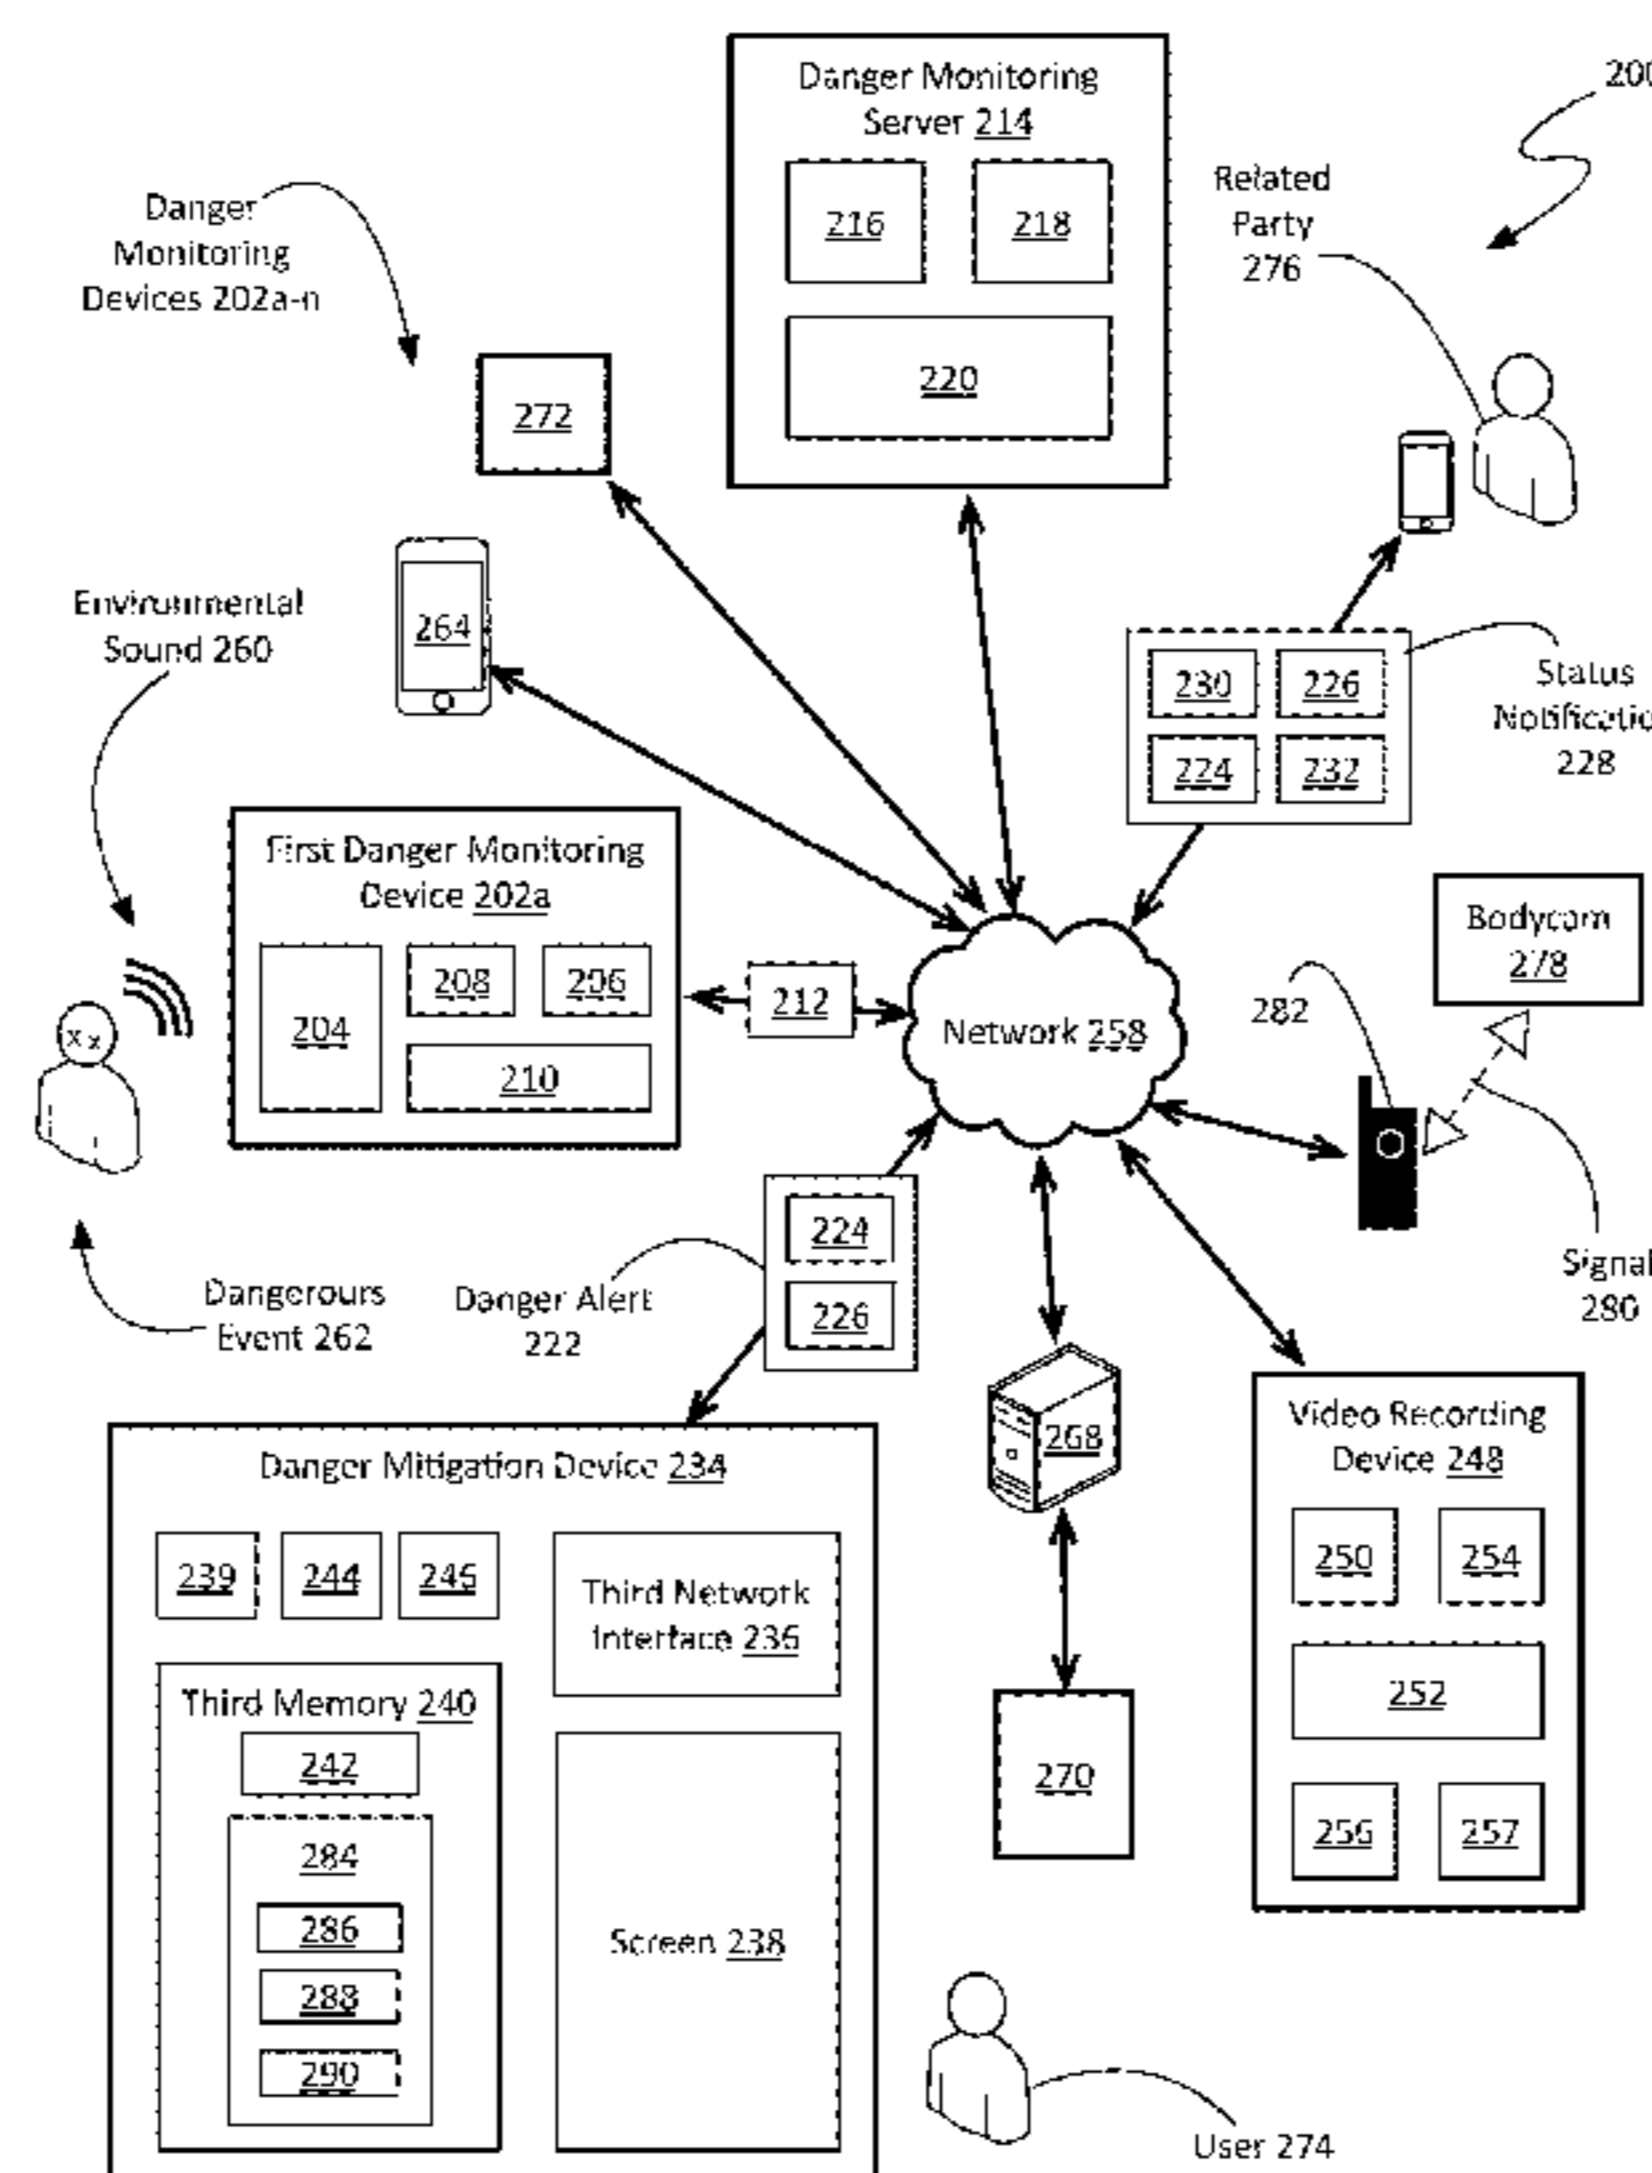 Danger Monitoring
Server 214
216
218
220
200
Related
Party
276
Danger
Monitoring
Devices 202a-n
272
264
Environmental
Sound 260
230
226
224
232
Status
Notificatio
228
First Danger Monitoring
Device 202a
204
208
206
210
212
Network 258
Bodycam
278
282
Signal
280
224
226
Danger Alert
222
Dangerours
Event 262
268
270
Video Recording
Device 248
250
254
252
256
257
Danger Mitigation Device 234
239
244
246
Third Network
Interface 236
Third Memory 240
242
284
286
288
290
Screen 238
User 274